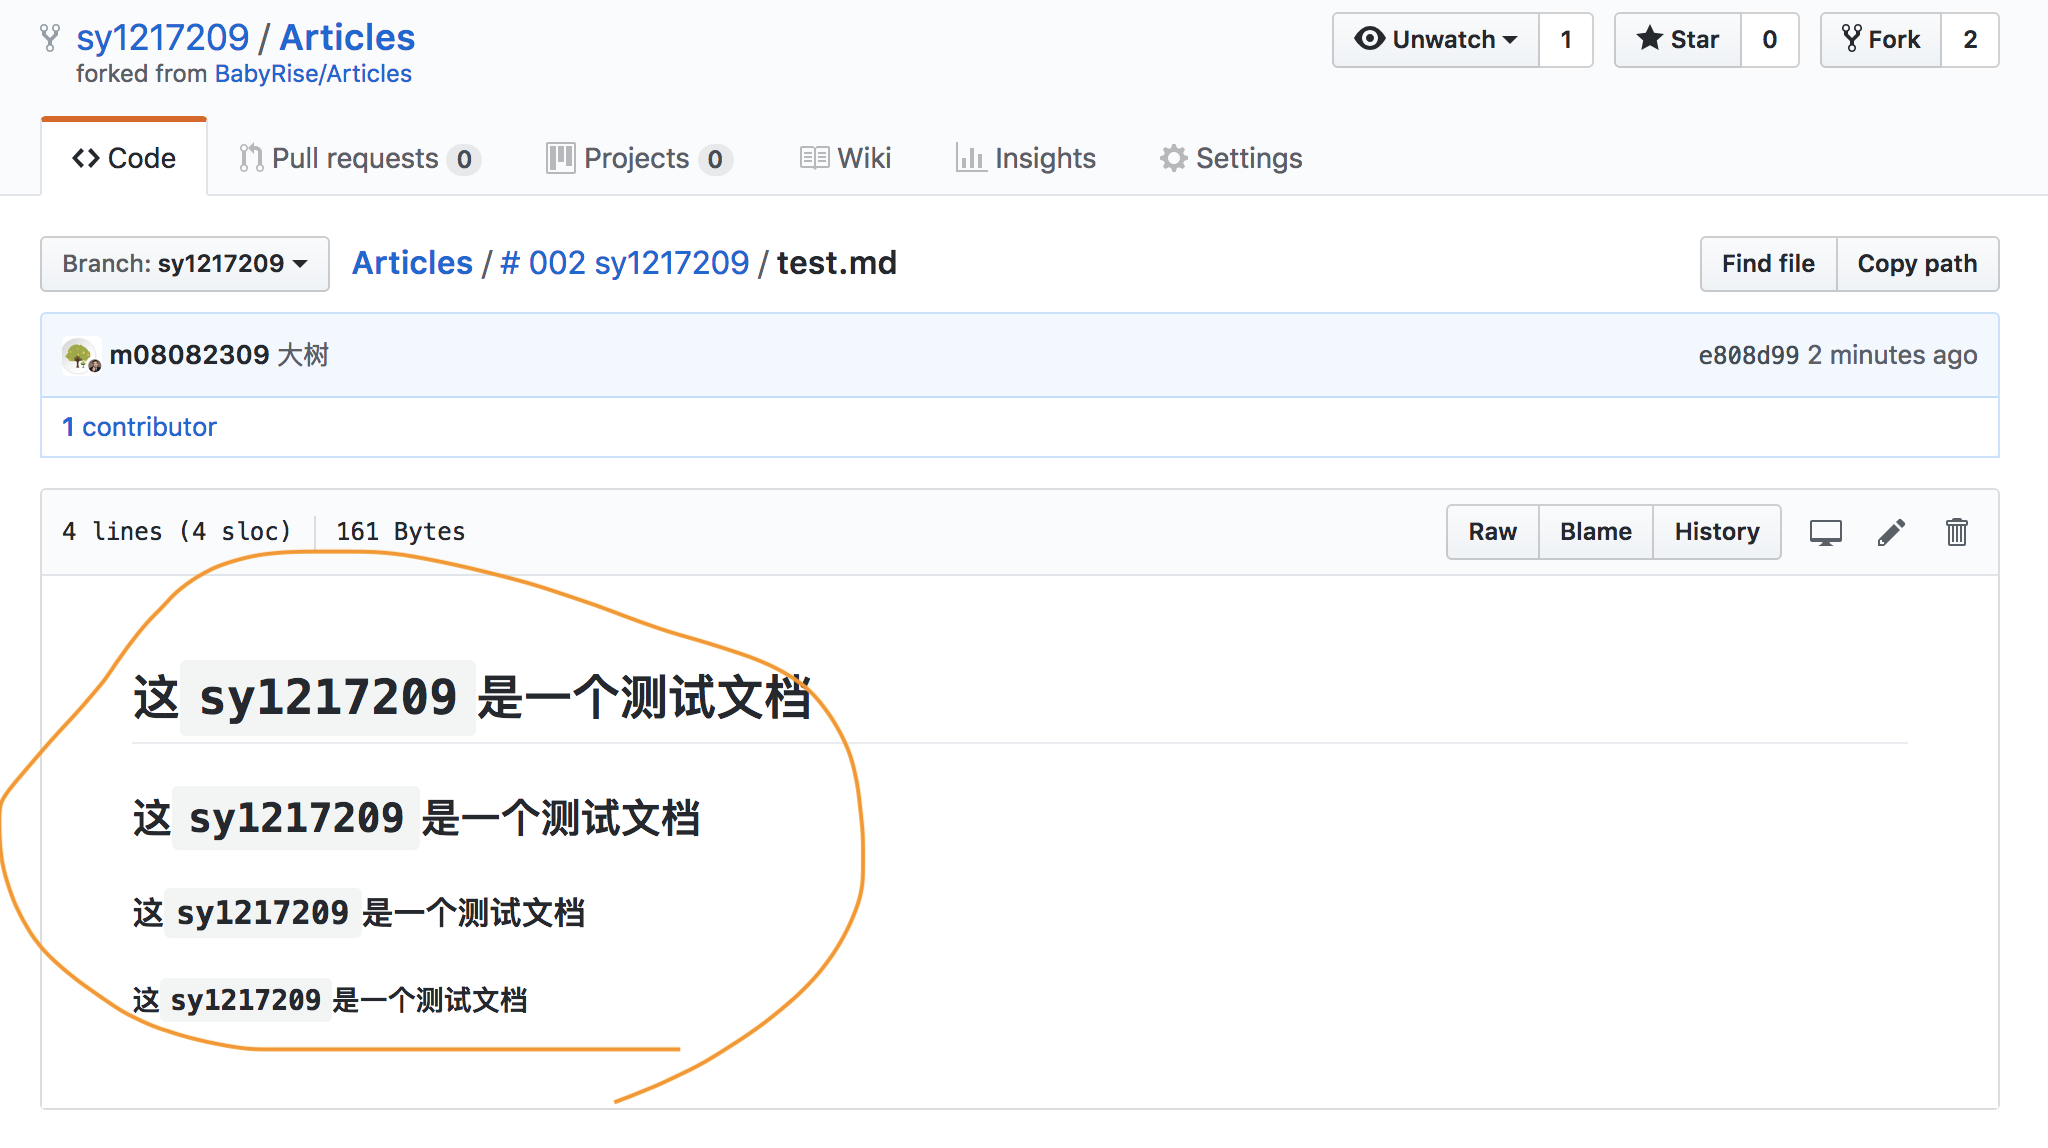 sy1217209 / Articles
forked from BabyRise/Articles
Unwatch 1 Star 0 Fork 2
Code Pull requests 0 Projects 0 Wiki Insights Settings
Branch: sy1217209 Articles / # 002 sy1217209 / test.md Find file Copy path
m08082309 大树 e808d99 2 minutes ago
1 contributor
4 lines (4 sloc) 161 Bytes Raw Blame History
这 sy1217209 是一个测试文档
这 sy1217209 是一个测试文档
这 sy1217209 是一个测试文档
这 sy1217209 是一个测试文档